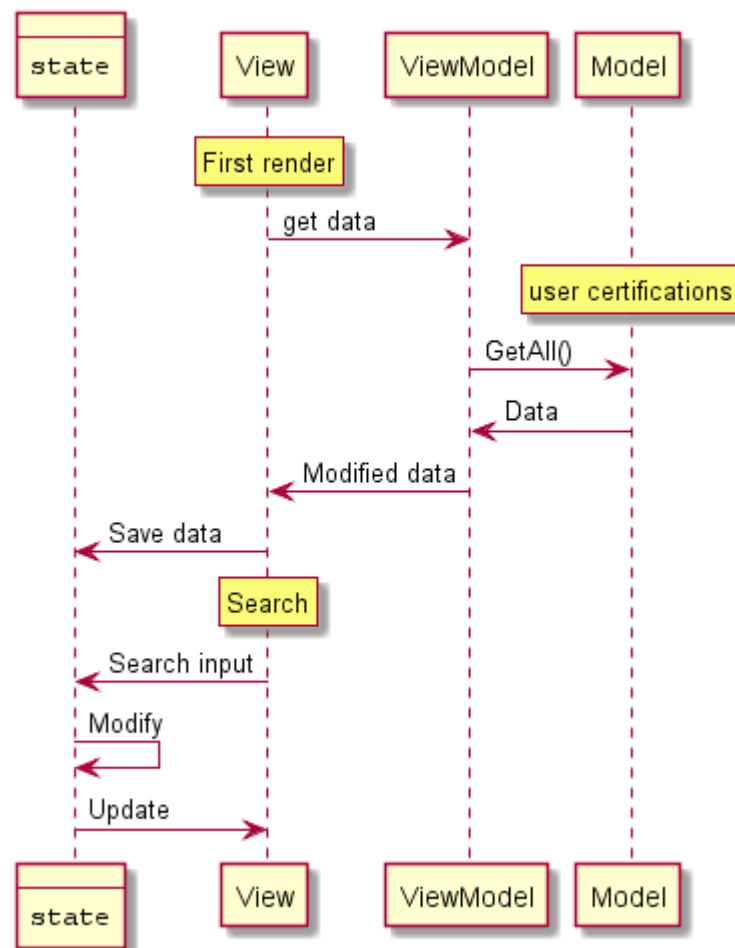 state
View
ViewModel
Model
First render
get data
user certifications
GetAll()
Data
Modified data
Save data
Search
Search input
Modify
Update
state
View
ViewModel
Model